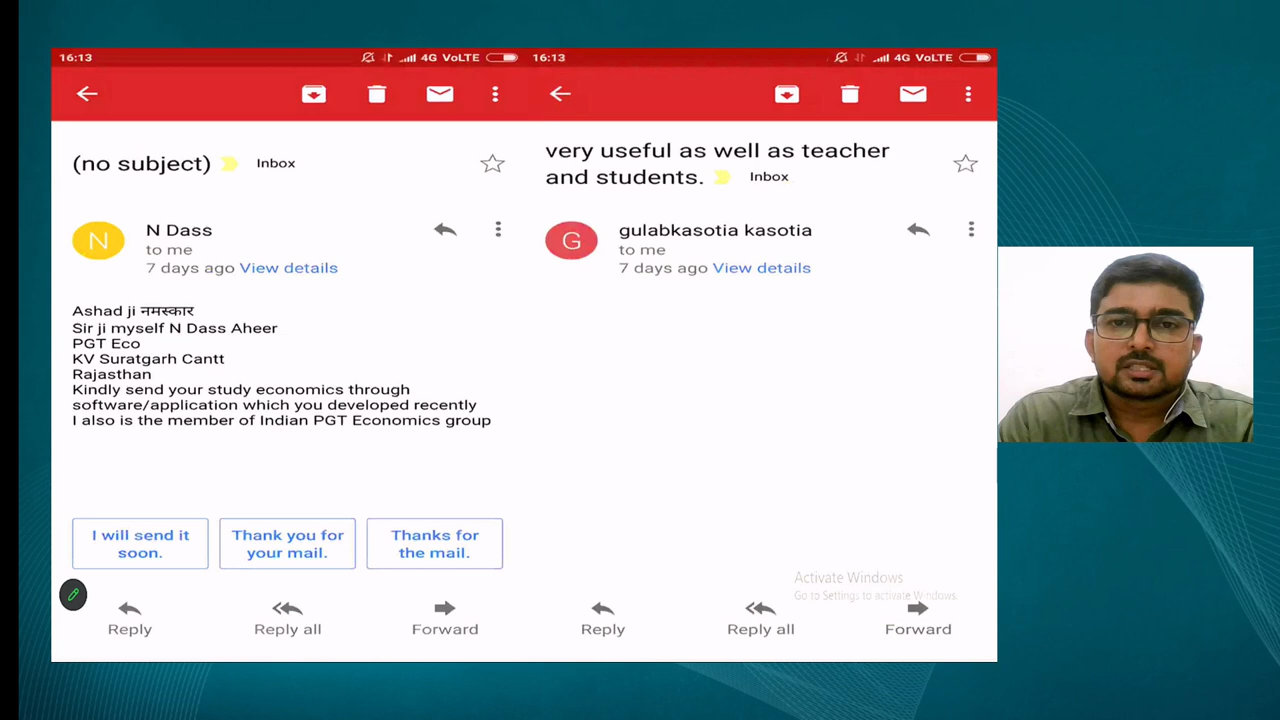 16:13 4G VoLTE
(no subject) Inbox
N
N Dass
to me
7 days ago View details
Ashad ji नमस्कार
Sir ji myself N Dass Aheer
PGT Eco
KV Suratgarh Cantt
Rajasthan
Kindly send your study economics through
software/application which you developed recently
I also is the member of Indian PGT Economics group
I will send it
soon.
Thank you for
your mail.
Thanks for
the mail.
Reply Reply all Forward
16:13 4G VoLTE
very useful as well as teacher
and students. Inbox
G
gulabkasotia kasotia
to me
7 days ago View details
Activate Windows
Go to Settings to activate Windows.
Reply Reply all Forward